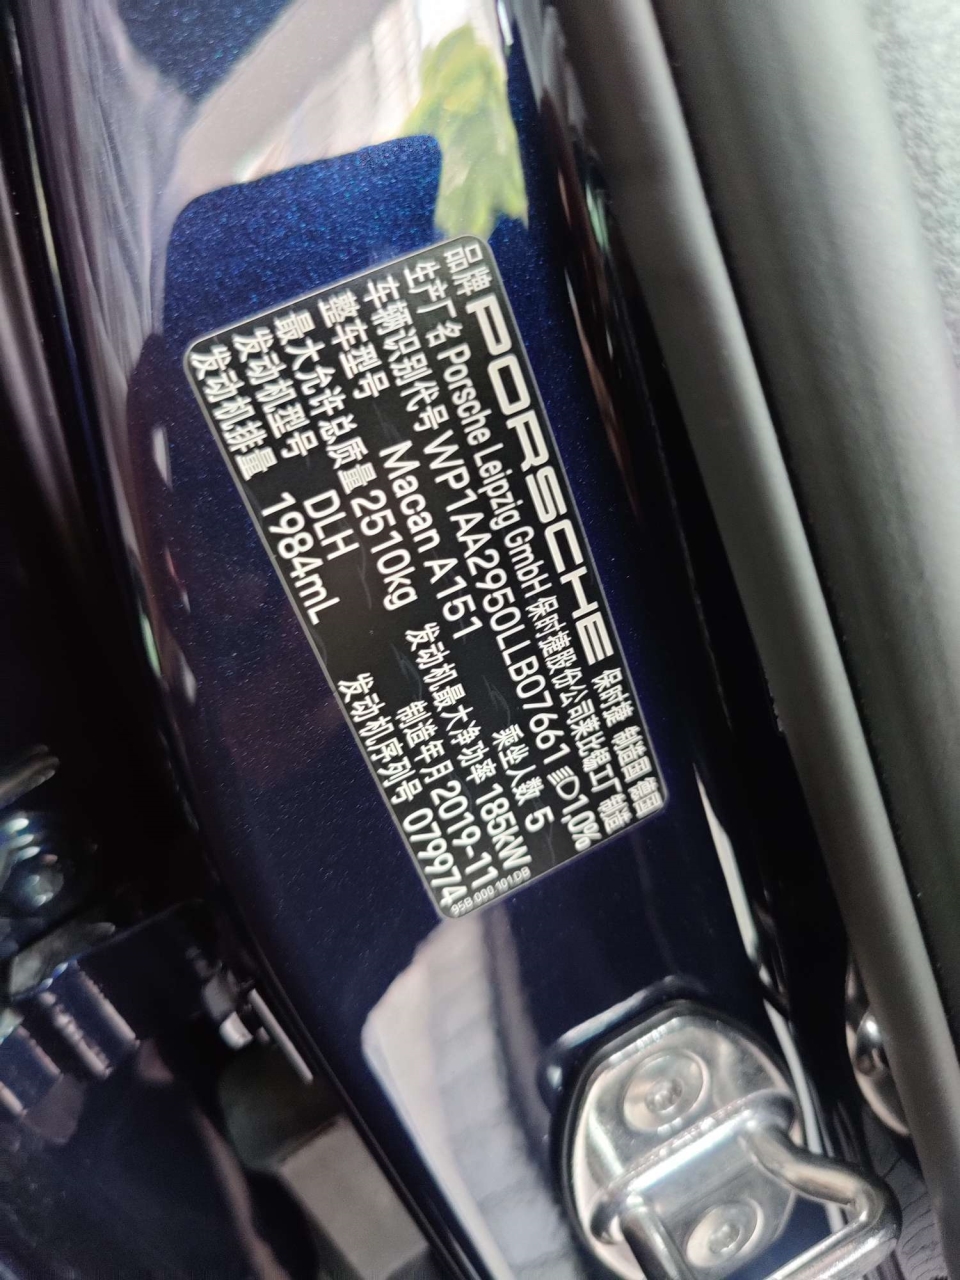 品牌 PORSCHE 保时捷 制造国 德国
生产厂名 Porsche Leipzig GmbH 保时捷股份公司莱比锡工厂 制造
车辆识别代号 WP1AA2950LLB07661 1,0%
整车型号 Macan A151 乘坐人数 5
最大允许总质量 2510kg 发动机最大净功率 185kW
发动机型号 DLH 制造年月 2019-11
发动机排量 1984mL 发动机序列号 079974
95B 000 101 DB